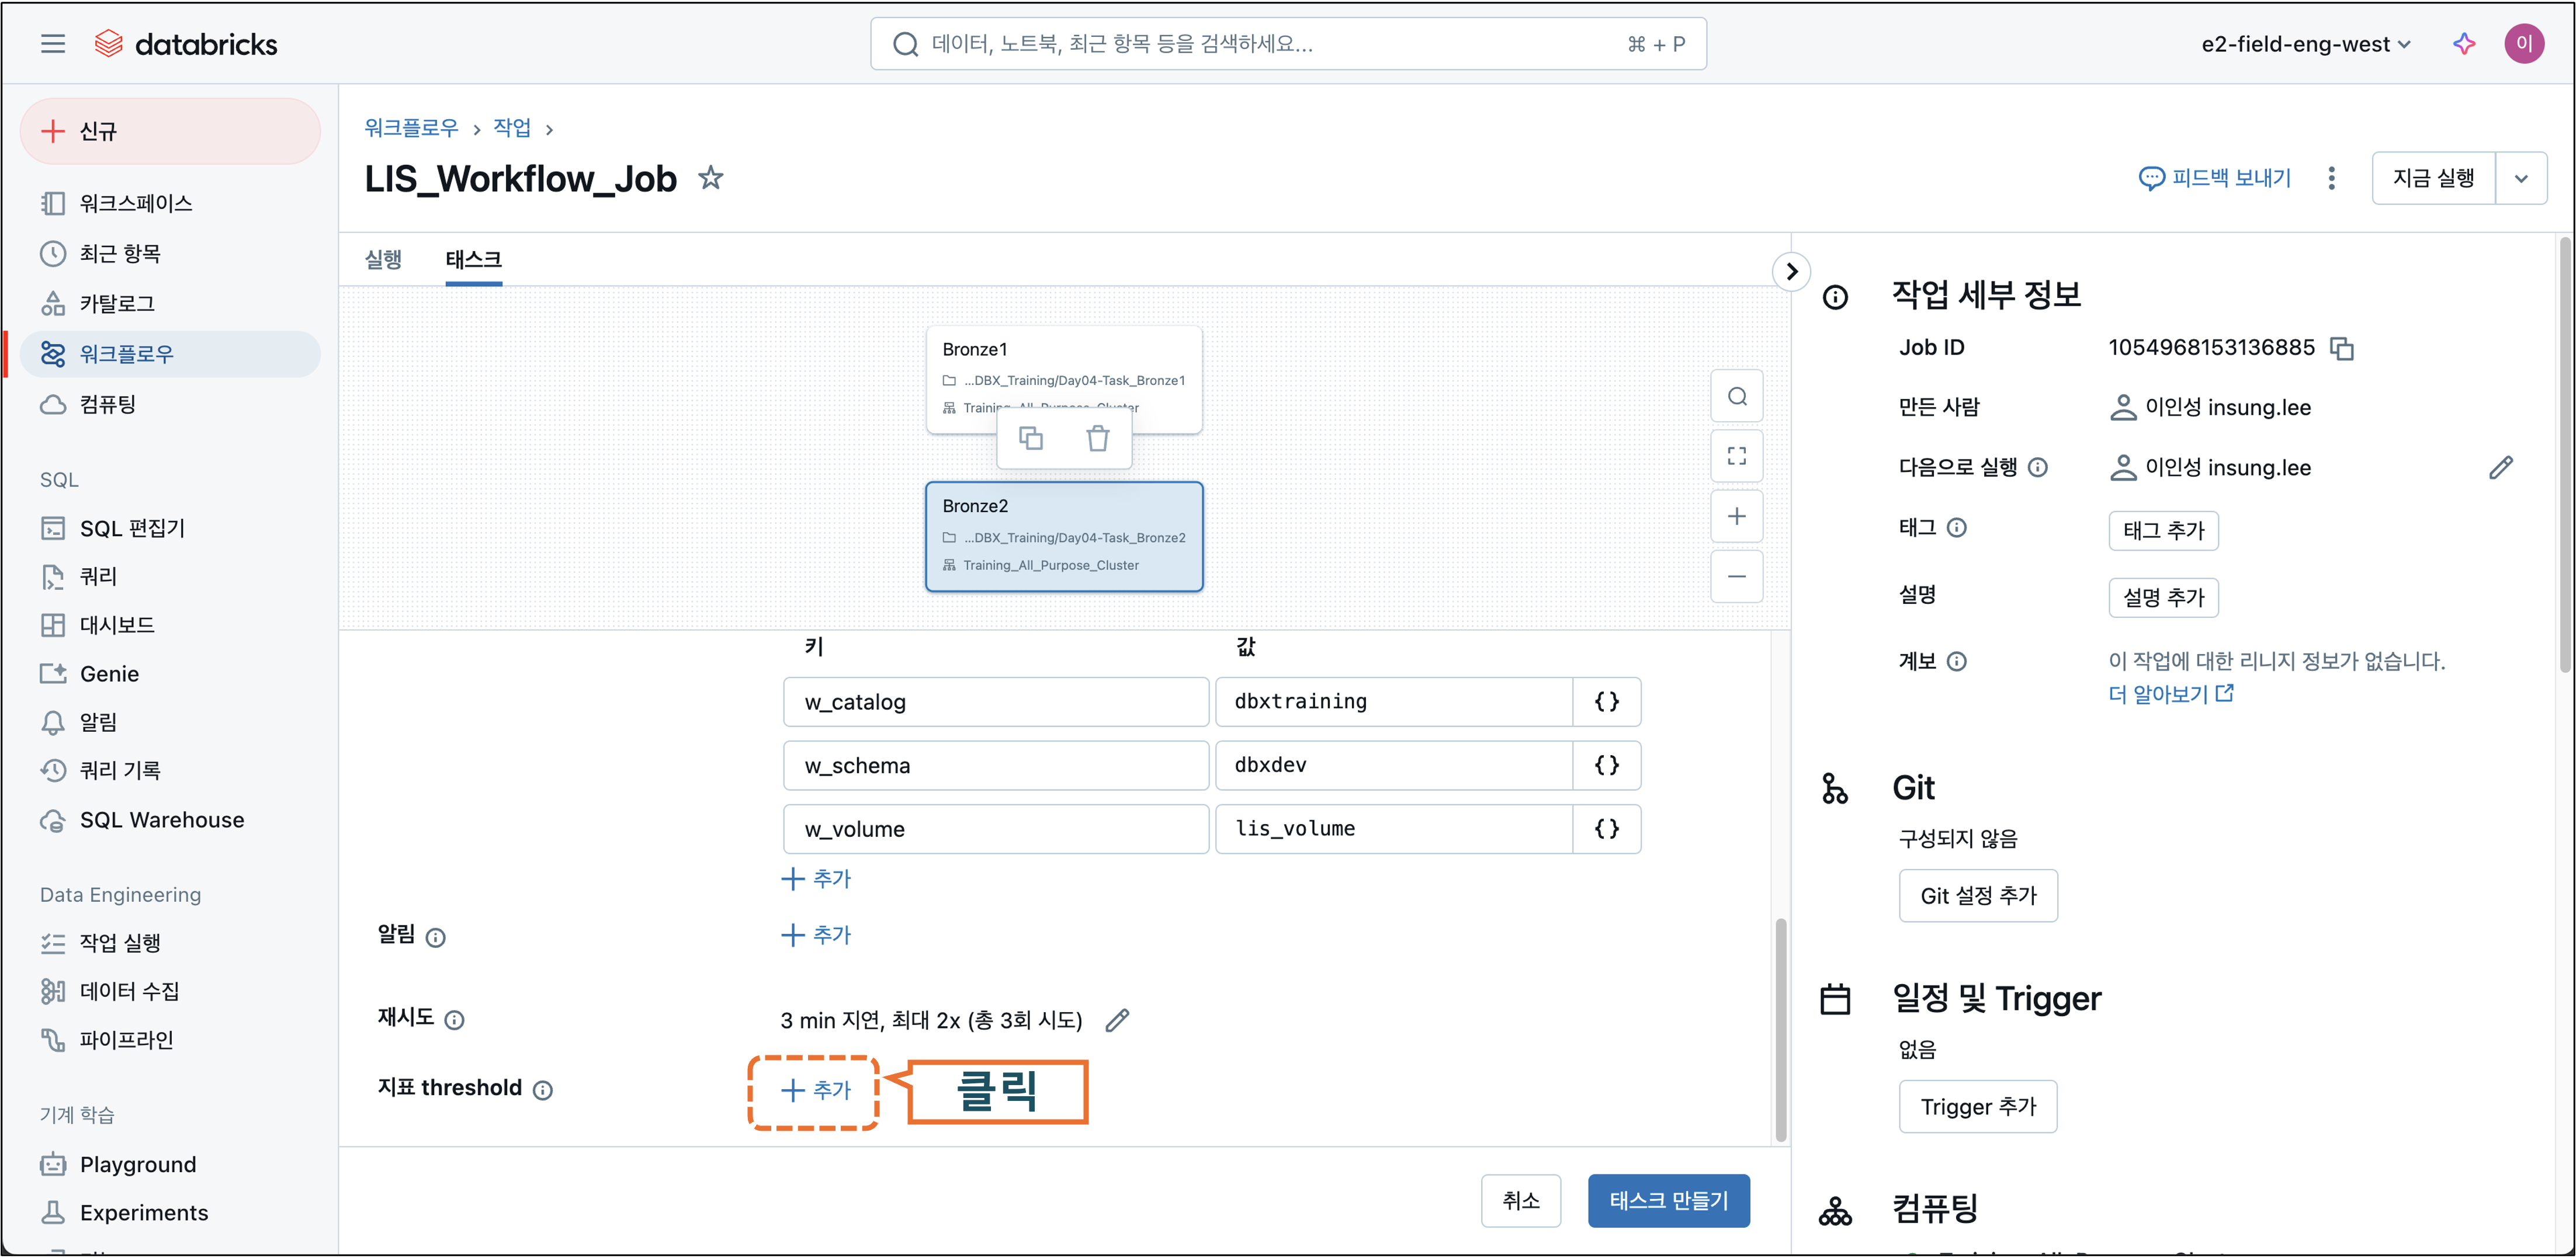 databricks
데이터, 노트북, 최근 항목 등을 검색하세요...
⌘ + P
e2-field-eng-west
이
신규
워크스페이스
최근 항목
카탈로그
워크플로우
컴퓨팅
SQL
SQL 편집기
쿼리
대시보드
Genie
알림
쿼리 기록
SQL Warehouse
Data Engineering
작업 실행
데이터 수집
파이프라인
기계 학습
Playground
Experiments
워크플로우 › 작업 ›
LIS_Workflow_Job
피드백 보내기
지금 실행
실행 태스크
Bronze1
...DBX_Training/Day04-Task_Bronze1
Training_All_Purpose_Cluster
Bronze2
...DBX_Training/Day04-Task_Bronze2
Training_All_Purpose_Cluster
키 값
w_catalog dbxtraining {}
w_schema dbxdev {}
w_volume lis_volume {}
+ 추가
알림 + 추가
재시도 3 min 지연, 최대 2x (총 3회 시도)
지표 threshold + 추가
클릭
취소 태스크 만들기
작업 세부 정보
Job ID 1054968153136885
만든 사람 이인성 insung.lee
다음으로 실행 이인성 insung.lee
태그 태그 추가
설명 설명 추가
계보 이 작업에 대한 리니지 정보가 없습니다.
더 알아보기
Git
구성되지 않음
Git 설정 추가
일정 및 Trigger
없음
Trigger 추가
컴퓨팅